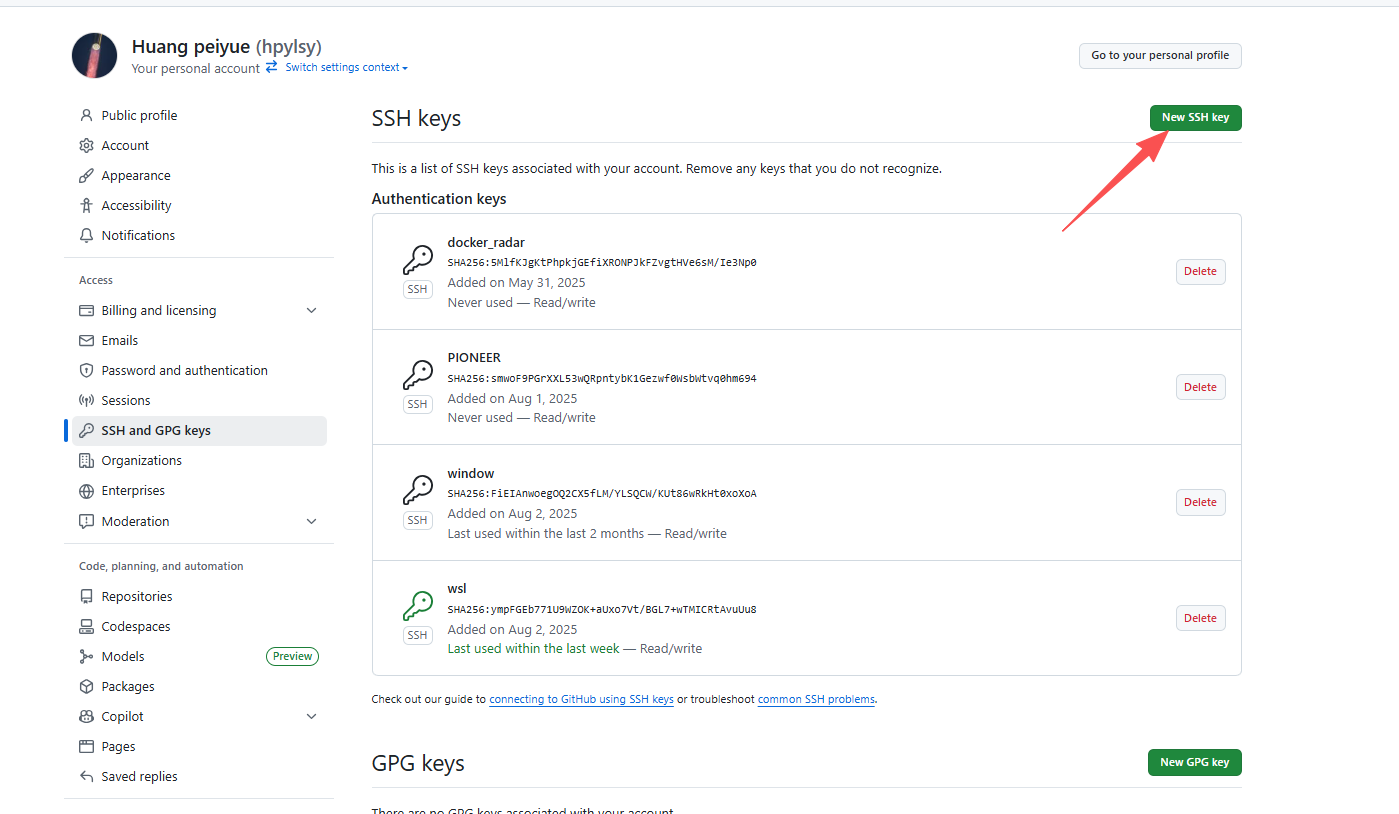 Huang peiyue (hpylsy)
Your personal account Switch settings context
Go to your personal profile
Public profile
Account
Appearance
Accessibility
Notifications
Access
Billing and licensing
Emails
Password and authentication
Sessions
SSH and GPG keys
Organizations
Enterprises
Moderation
Code, planning, and automation
Repositories
Codespaces
Models Preview
Packages
Copilot
Pages
Saved replies
SSH keys
New SSH key
This is a list of SSH keys associated with your account. Remove any keys that you do not recognize.
Authentication keys
docker_radar
SHA256:5MlfKJgKtPhpkjGEfiXRONPJkFZvgtHVe6sM/Ie3Np0
SSH
Added on May 31, 2025
Never used — Read/write
Delete
PIONEER
SHA256:smwoF9PGrXXL53wQRpntybK1Gezwf0WsbWtvq0hm694
SSH
Added on Aug 1, 2025
Never used — Read/write
Delete
window
SHA256:FiEIAnwoegOQ2CX5fLM/YLSQCW/KUt86wRkHt0xoXoA
SSH
Added on Aug 2, 2025
Last used within the last 2 months — Read/write
Delete
wsl
SHA256:ympFGEb771U9WZOK+aUxo7Vt/BGL7+wTMICRtAvuUu8
SSH
Added on Aug 2, 2025
Last used within the last week — Read/write
Delete
Check out our guide to connecting to GitHub using SSH keys or troubleshoot common SSH problems.
GPG keys
New GPG key
There are no GPG keys associated with your account.